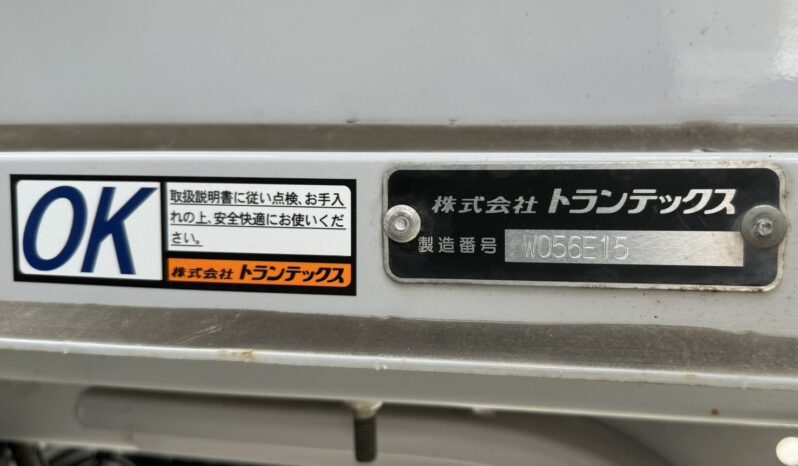 OK
取扱説明書に従い点検、お手入
れの上、安全快適にお使いくだ
さい。
株式会社 トランテックス
株式会社 トランテックス
製造番号 W056E15